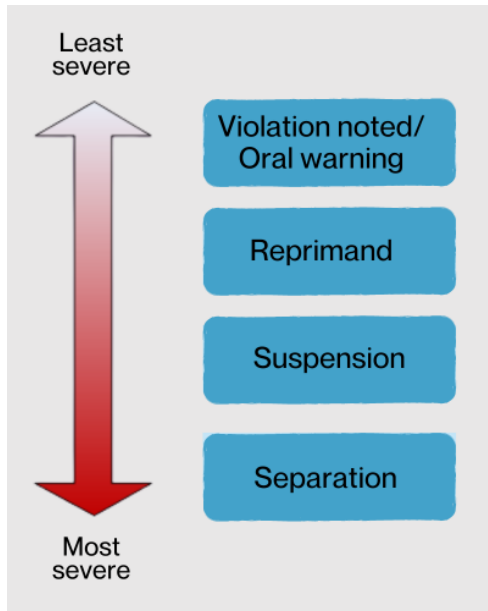 Least
severe
Violation noted/
Oral warning
Reprimand
Suspension
Separation
Most
severe